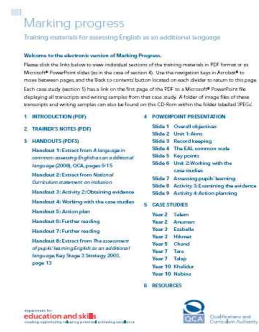 Marking progress
Training materials for assessing English as an additional language
Welcome to the electronic version of Marking Progress.
Please click the links below to view individual sections of the training materials in PDF format or as
Microsoft® PowerPoint slides (as in the case of section 4). Use the navigation tags in Acrobat® to
move between pages, and the 'Back to contents' button located on each divider to return to this page.
Each case study (section 5) has a link on the first page of the PDF to a Microsoft® PowerPoint file
displaying all transcripts and writing samples from that case study. A folder of image files of these
transcripts and writing samples can also be found on this CD-Rom within the folder labelled 'JPEGs'.
1 INTRODUCTION (PDF)
2 TRAINER'S NOTES (PDF)
3 HANDOUTS (PDFS)
Handout 1: Extract from A language in
common: assessing English as an additional
language (2000), QCA, pages 9-15
Handout 2: Extract from National
Curriculum statement on inclusion
Handout 3: Activity 2: Obtaining evidence
Handout 4: Working with the case studies
Handout 5: Action plan
Handout 6: Further reading
Handout 7: Further reading
Handout 8: Extract from The assessment
of pupils learning English as an additional
language, Key Stage 3 Strategy 2003,
page 13
4 POWERPOINT PRESENTATION
Slide 1 Overall objectives
Slide 2 Unit 1: Aims
Slide 3 Record keeping
Slide 4 The EAL common scale
Slide 5 Key points
Slide 6 Unit 2: Working with the
case studies
Slide 7 Assessing pupils' learning
Slide 8 Activity 3: Examining the evidence
Slide 9 Activity 4: Action planning
5 CASE STUDIES
Year 2 Salem
Year 2
Year 2 Ezabella
Year 2 Hikmat
Year 6 Chand
Year 7 Tara
Year 7
Year 10 Khalidur
Year 10 Nabina
6 RESOURCES
education and skills
QCA
Qualifications and
Curriculum Authority